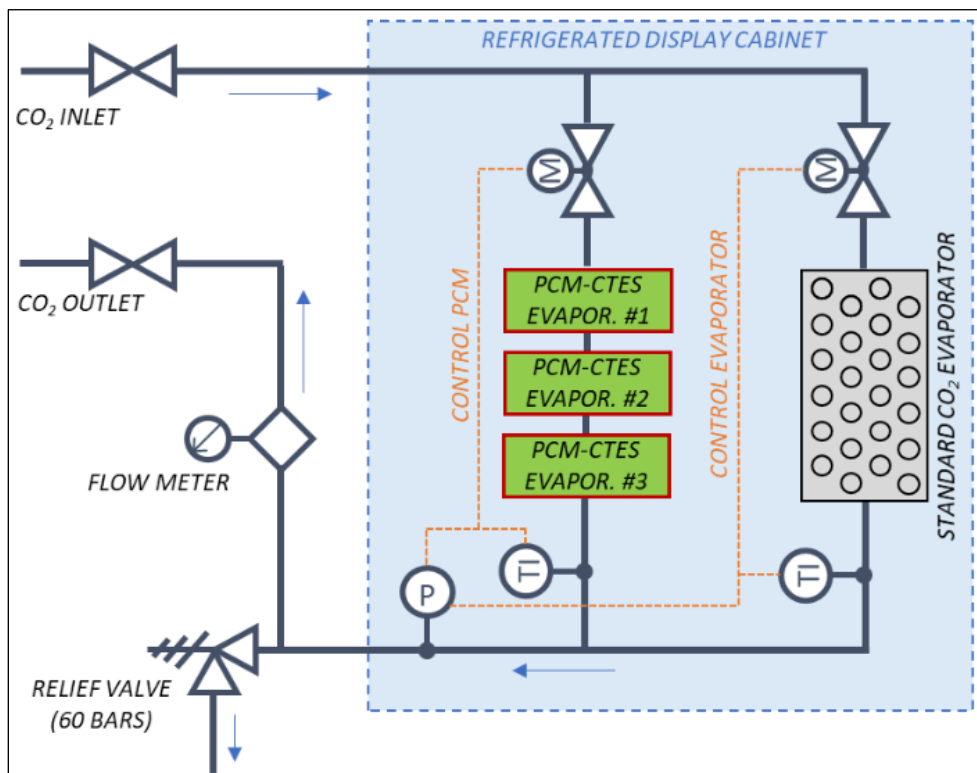 REFRIGERATED DISPLAY CABINET
CO₂ INLET
M
M
CO₂ OUTLET
CONTROL PCM
PCM-CTES
EVAPOR. #1
PCM-CTES
EVAPOR. #2
PCM-CTES
EVAPOR. #3
CONTROL EVAPORATOR
STANDARD CO₂ EVAPORATOR
FLOW METER
TI
TI
P
RELIEF VALVE
(60 BARS)